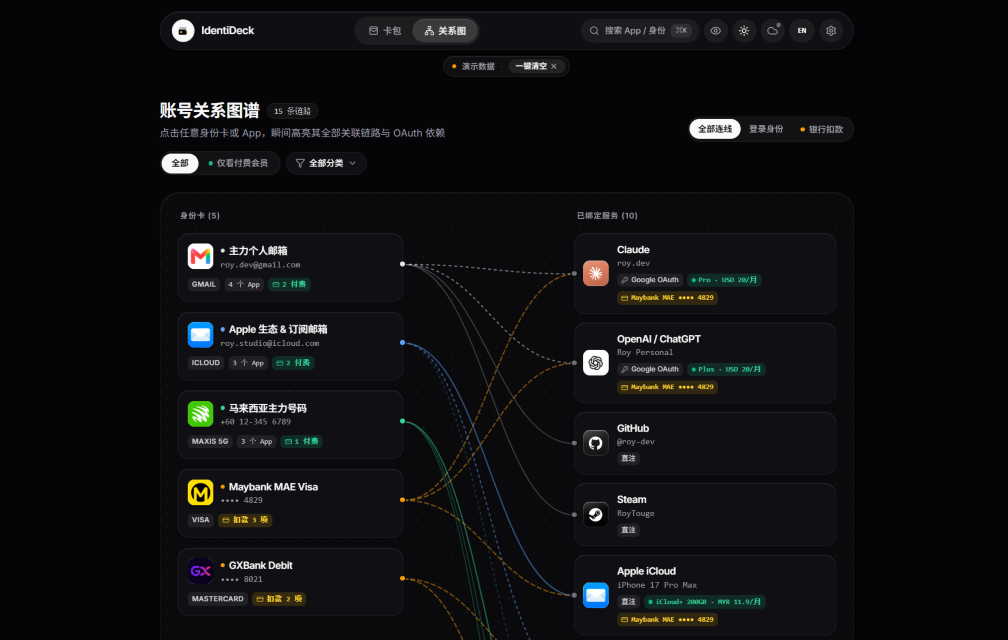 IdentiDeck
卡包
关系图
搜索 App / 身份
⌘K
EN
演示数据 · 一键清空 ×
账号关系图谱
15 条链路
点击任意身份卡或 App，瞬间高亮其全部关联链路与 OAuth 依赖
全部连线
登录身份
银行扣款
全部
仅看付费会员
全部分类
身份卡 (5)
主力个人邮箱
roy.dev@gmail.com
GMAIL
4 个 App
2 付费
Apple 生态 & 订阅邮箱
roy.studio@icloud.com
ICLOUD
3 个 App
2 付费
马来西亚主力号码
+60 12-345 6789
MAXIS 5G
3 个 App
1 付费
Maybank MAE Visa
•••• 4829
VISA
扣款 3 项
GX
GXBank Debit
•••• 8021
MASTERCARD
扣款 2 项
已绑定服务 (10)
Claude
roy.dev
Google OAuth
Pro · USD 20/月
Maybank MAE •••• 4829
OpenAI / ChatGPT
Roy Personal
Google OAuth
Plus · USD 20/月
Maybank MAE •••• 4829
GitHub
@roy-dev
直注
Steam
RoyTouge
直注
Apple iCloud
iPhone 17 Pro Max
直注
iCloud+ 200GB · MYR 11.9/月
Maybank MAE •••• 4829